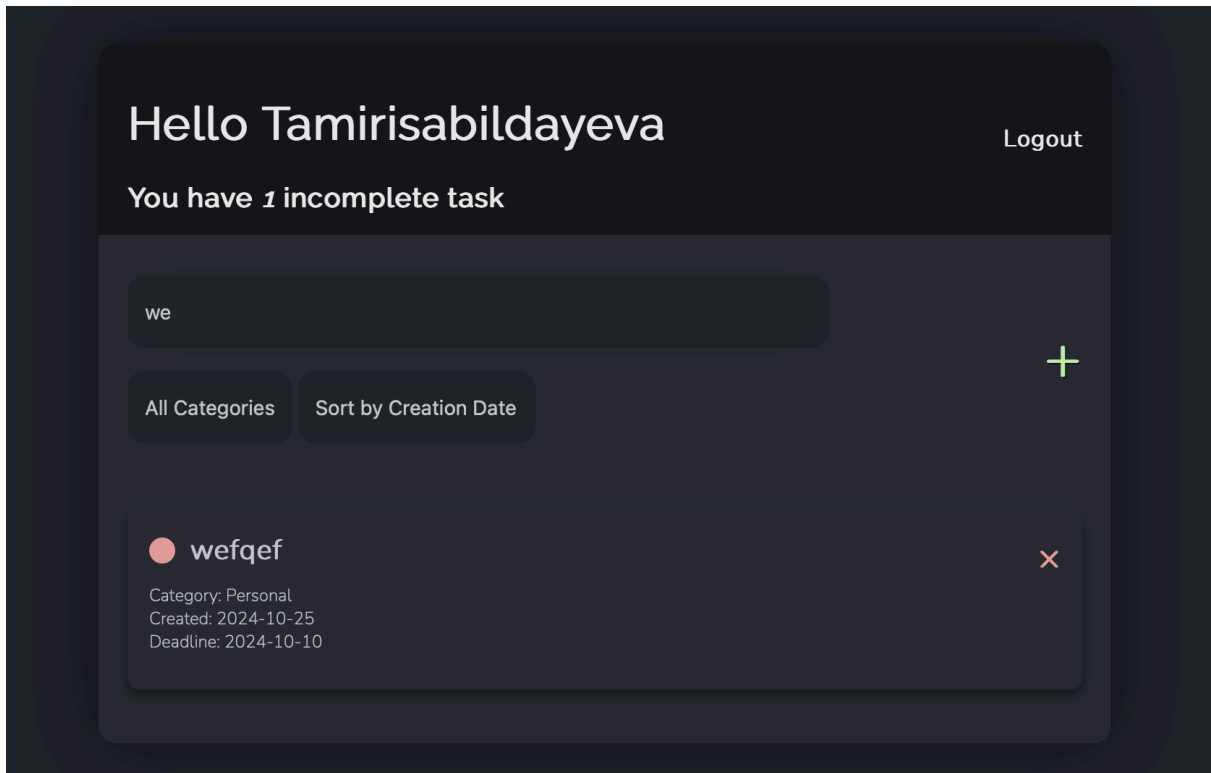 Hello Tamirisabildayeva
Logout
You have 1 incomplete task
we
All Categories
Sort by Creation Date
wefqef
Category: Personal
Created: 2024-10-25
Deadline: 2024-10-10